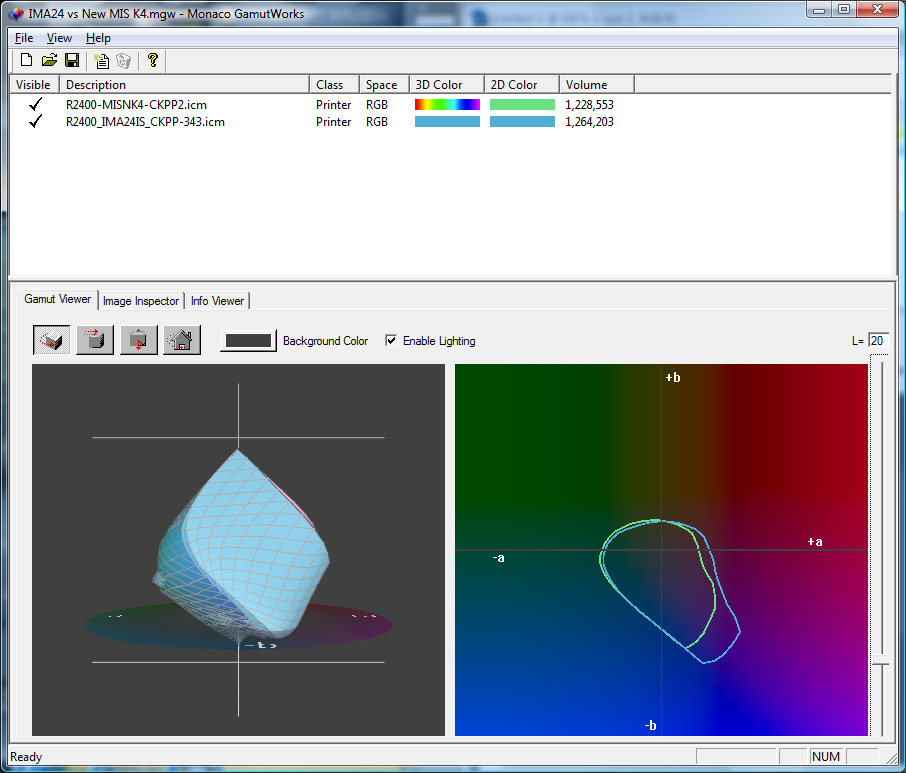 IMA24 vs New MIS K4.mgw - Monaco GamutWorks
File View Help
Visible Description Class Space 3D Color 2D Color Volume
R2400-MISNK4-CKPP2.icm Printer RGB 1,228,553
R2400_IMA24IS_CKPP-343.icm Printer RGB 1,264,203
Gamut Viewer Image Inspector Info Viewer
Background Color Enable Lighting L= 20
+b
+a
-a
-b
Ready NUM